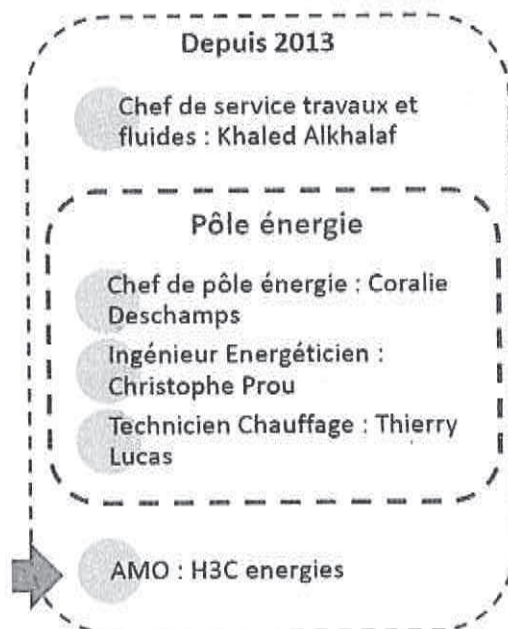 Depuis 2013
Chef de service travaux et
fluides : Khaled Alkhalaf
Pôle énergie
Chef de pôle énergie : Coralie
Deschamps
Ingénieur Energéticien :
Christophe Prou
Technicien Chauffage : Thierry
Lucas
AMO : H3C energies